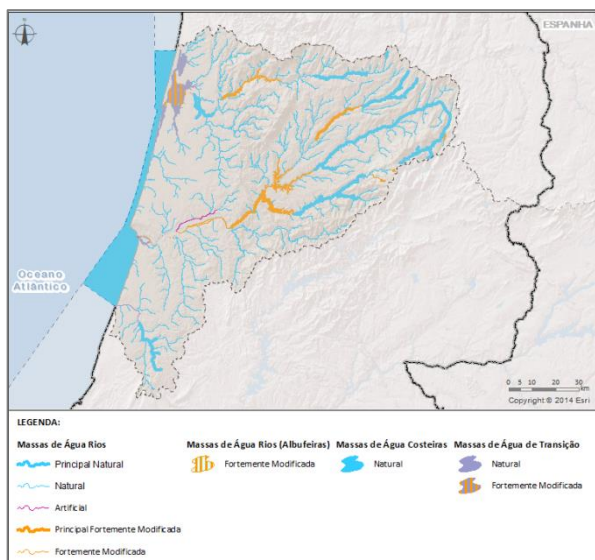 N
ESPANHA
Oceano
Atlântico
0 5 10 20 30
km
Copyright © 2014 Esri
LEGENDA:
Massas de Água Rios
Principal Natural
Natural
Artificial
Principal Fortemente Modificada
Fortemente Modificada
Massas de Água Rios (Albufeiras)
Fortemente Modificada
Massas de Água Costeiras
Natural
Massas de Água de Transição
Natural
Fortemente Modificada